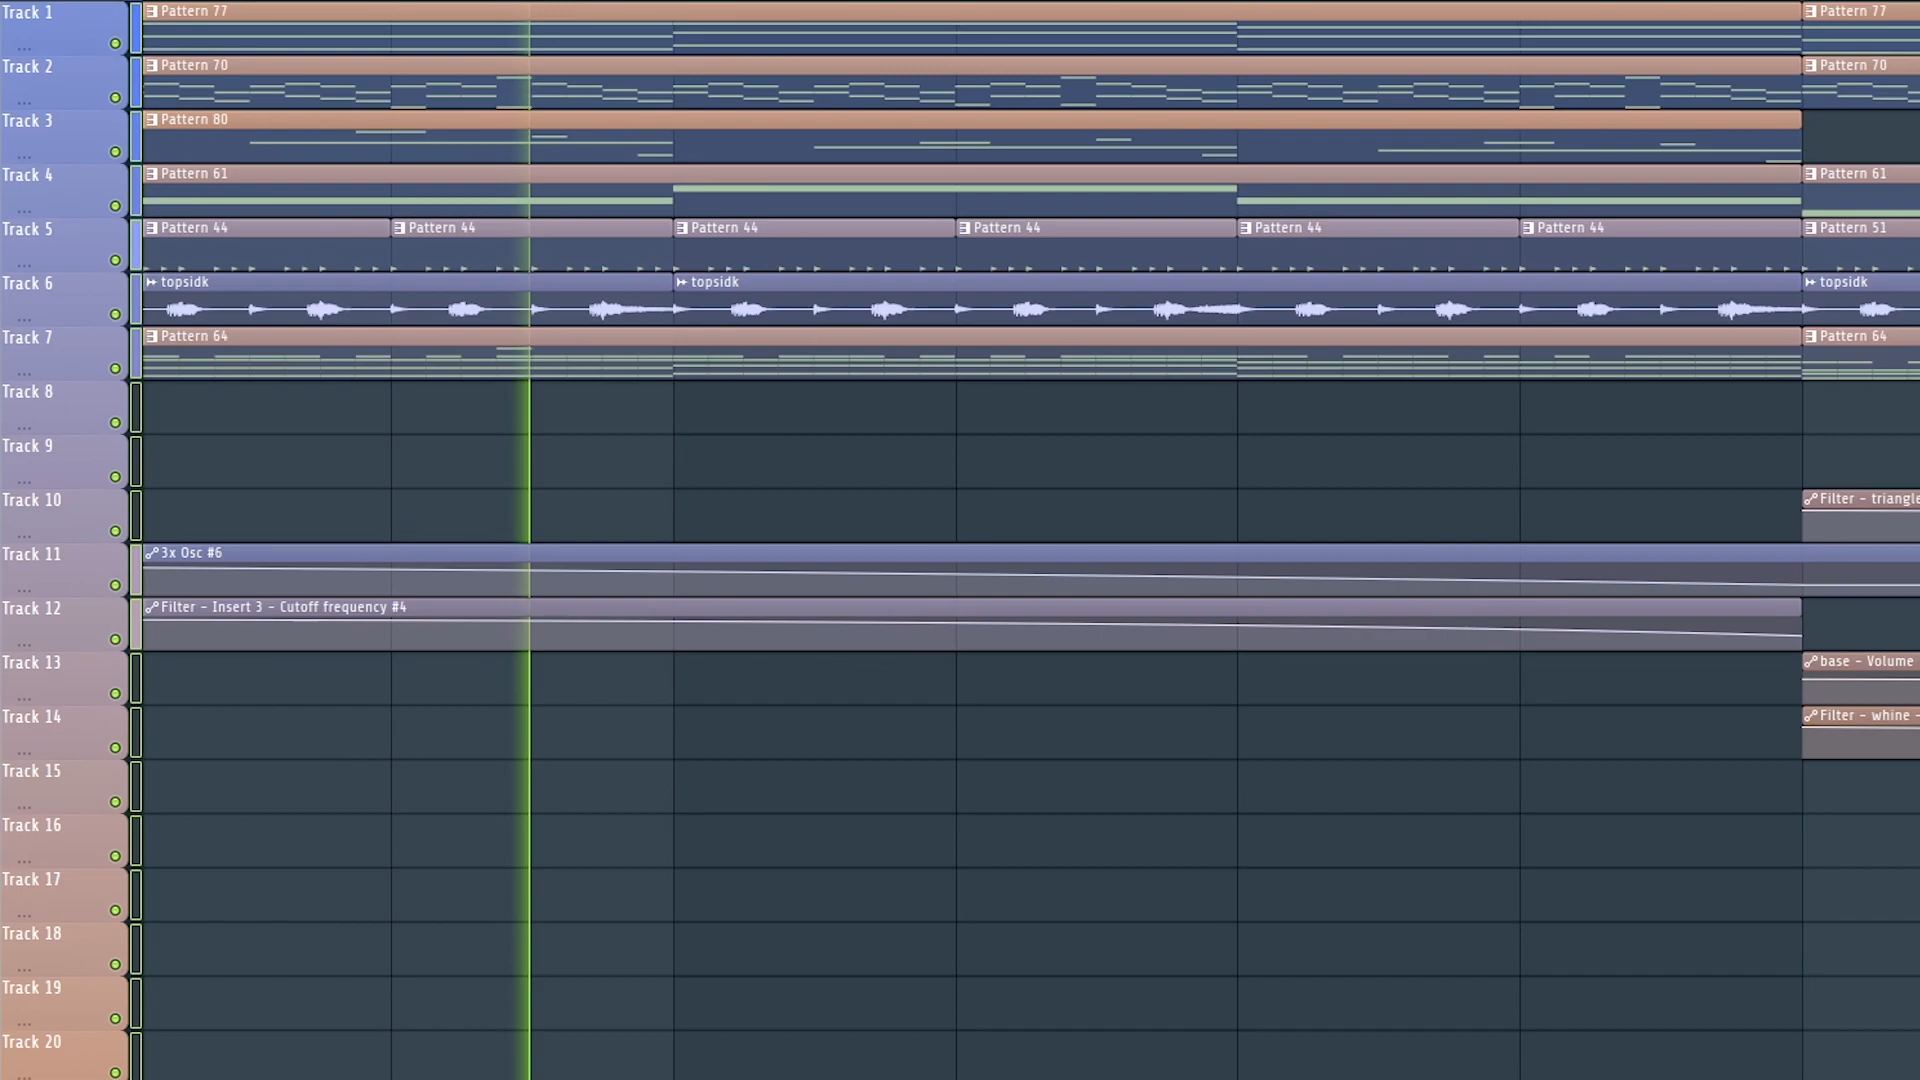 Track 1
Pattern 77
Pattern 77
Track 2
Pattern 70
Pattern 70
Track 3
Pattern 80
Track 4
Pattern 61
Pattern 61
Track 5
Pattern 44
Pattern 44
Pattern 44
Pattern 44
Pattern 44
Pattern 44
Pattern 51
Track 6
topsidk
topsidk
topsidk
Track 7
Pattern 64
Pattern 64
Track 8
Track 9
Track 10
Filter - triangle
Track 11
3x Osc #6
Track 12
Filter - Insert 3 - Cutoff frequency #4
Track 13
base - Volume
Track 14
Filter - whine -
Track 15
Track 16
Track 17
Track 18
Track 19
Track 20